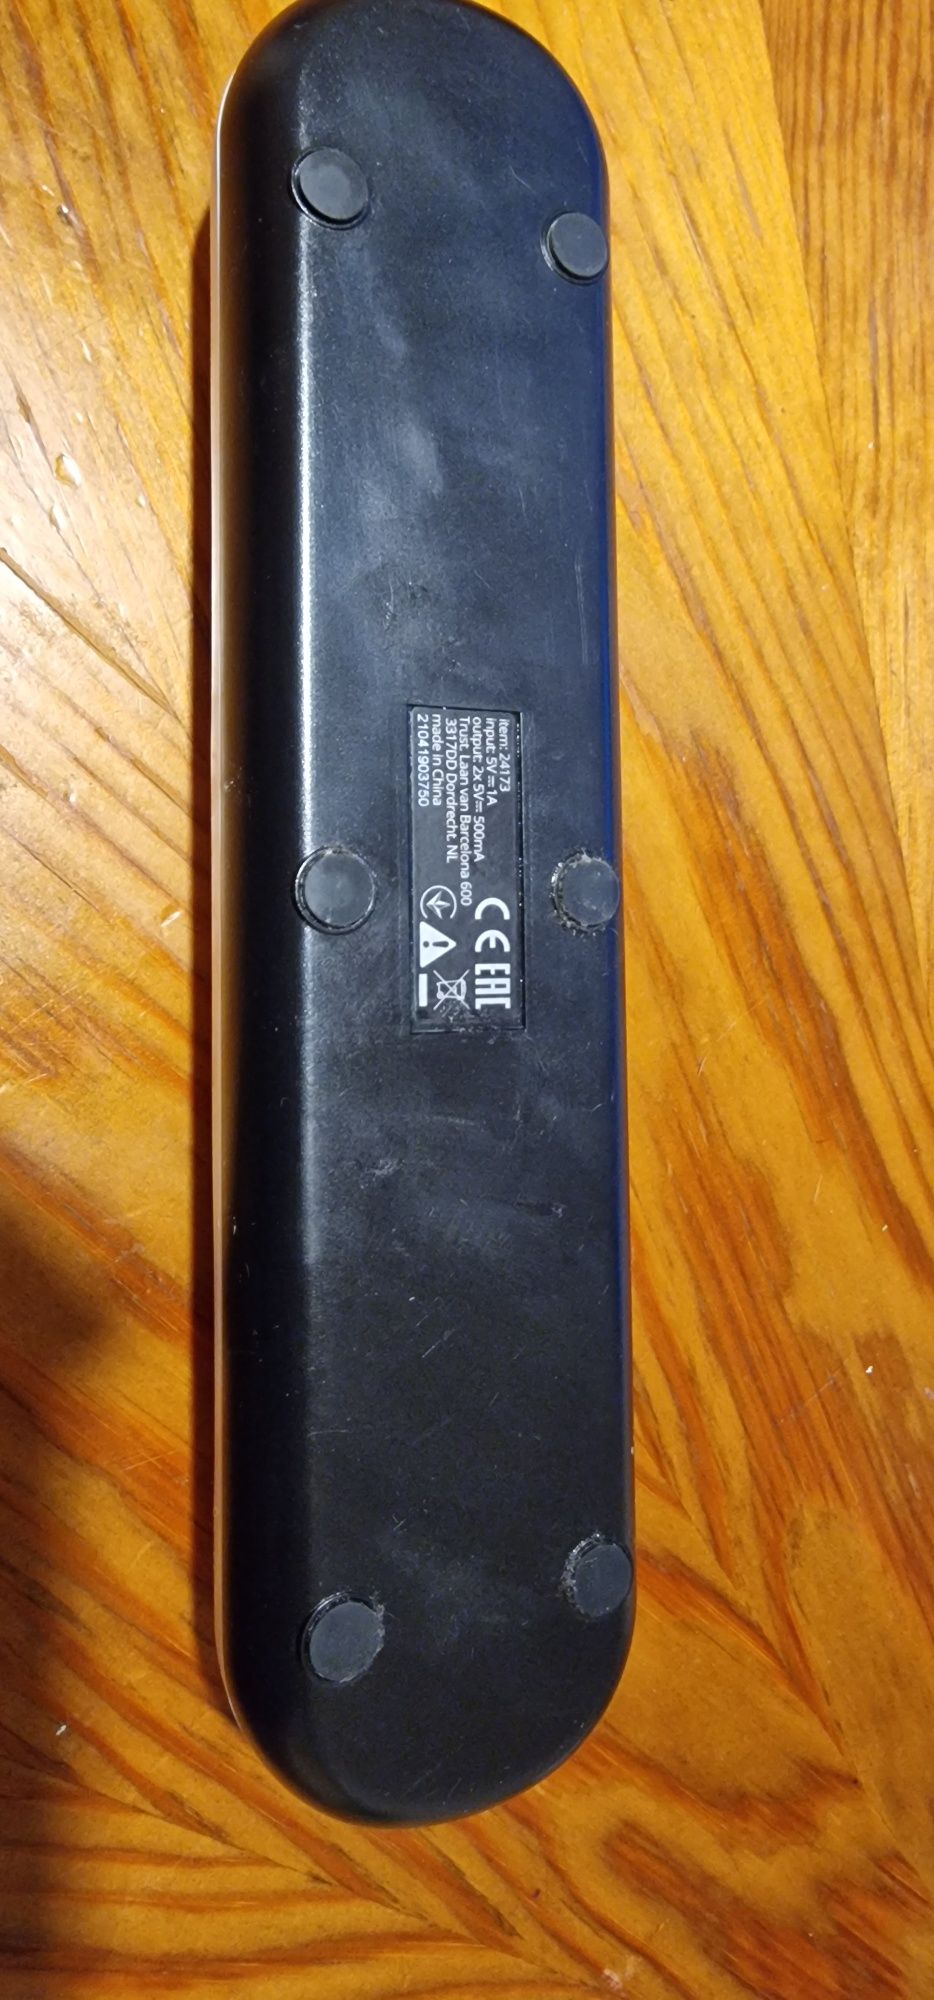 item: 24173
input: 5V⎓1A
output: 2x 5V⎓ 500mA
Trust. Laan van Barcelona 600
3317DD Dordrecht. NL
made in China
21041903750
CE EAC